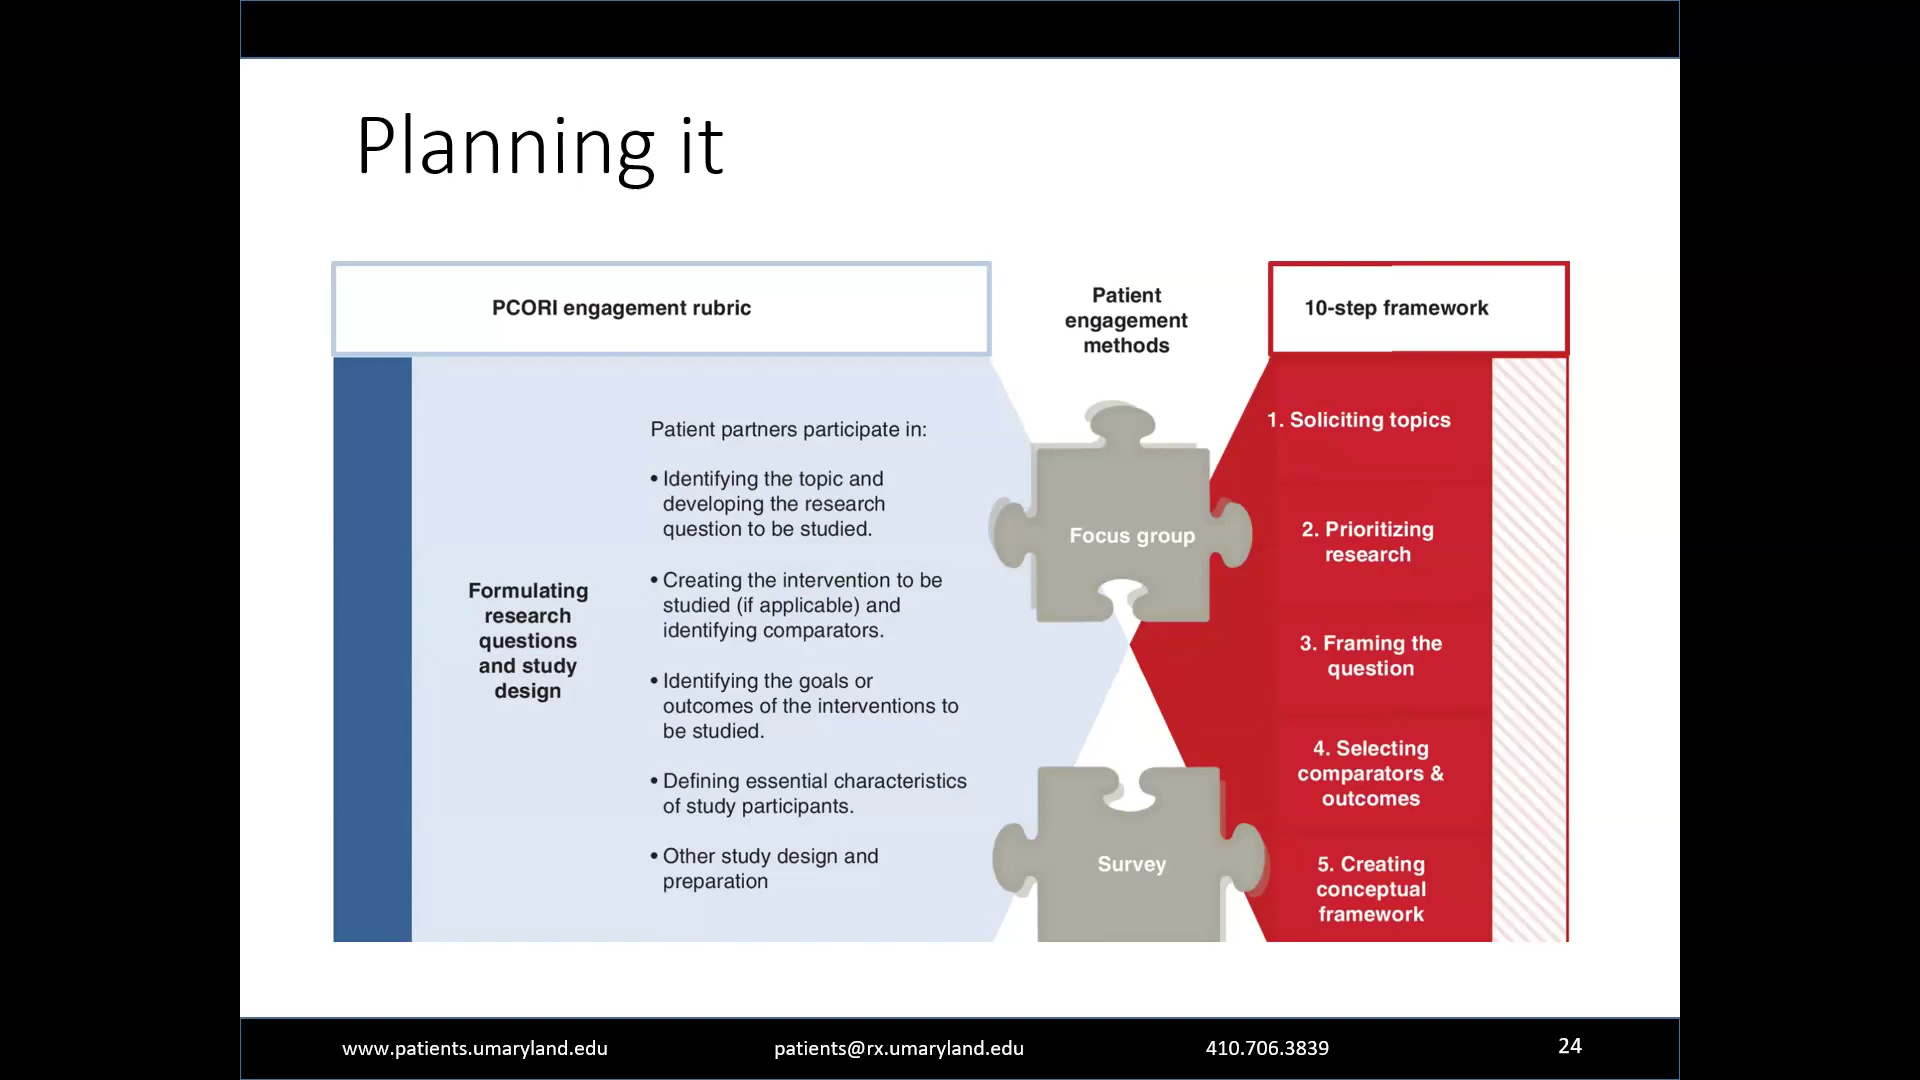 Planning it
PCORI engagement rubric
Patient
engagement
methods
10-step framework
Formulating
research
questions
and study
design
Patient partners participate in:
• Identifying the topic and
developing the research
question to be studied.
• Creating the intervention to be
studied (if applicable) and
identifying comparators.
• Identifying the goals or
outcomes of the interventions to
be studied.
• Defining essential characteristics
of study participants.
• Other study design and
preparation
Focus group
Survey
1. Soliciting topics
2. Prioritizing
research
3. Framing the
question
4. Selecting
comparators &
outcomes
5. Creating
conceptual
framework
www.patients.umaryland.edu
patients@rx.umaryland.edu
410.706.3839
24